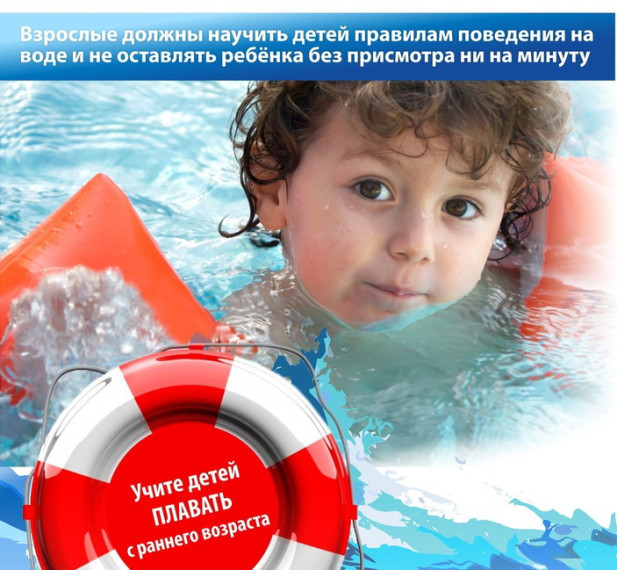 Взрослые должны научить детей правилам поведения на
воде и не оставлять ребёнка без присмотра ни на минуту
Учите детей
ПЛАВАТЬ
с раннего возраста